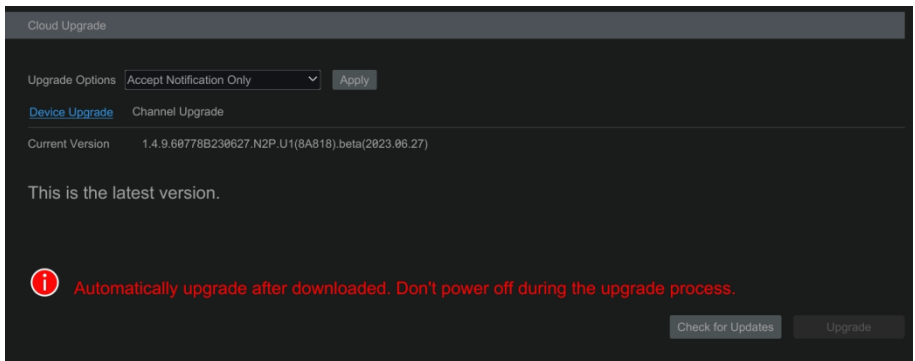 Cloud Upgrade
Upgrade Options Accept Notification Only Apply
Device Upgrade Channel Upgrade
Current Version 1.4.9.60778B230627.N2P.U1(8A818).beta(2023.06.27)
This is the latest version.
Automatically upgrade after downloaded. Don't power off during the upgrade process.
Check for Updates Upgrade